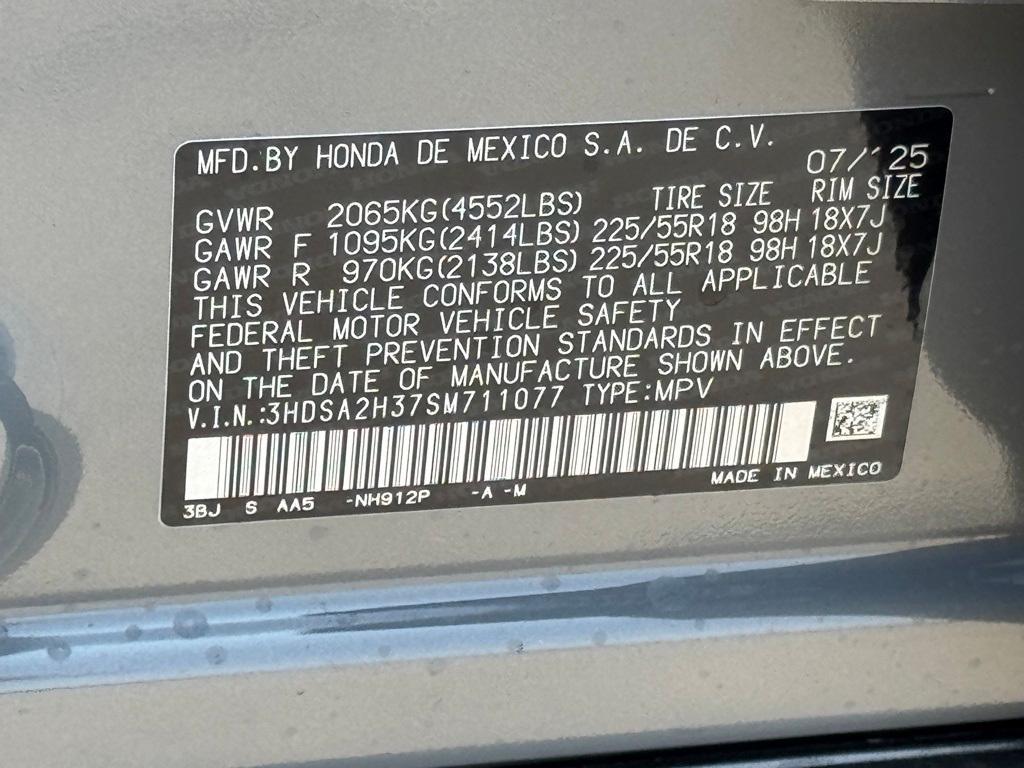 MFD. BY HONDA DE MEXICO S.A. DE C.V. 07/'25
TIRE SIZE RIM SIZE
GVWR 2065KG(4552LBS)
GAWR F 1095KG(2414LBS) 225/55R18 98H 18X7J
GAWR R 970KG(2138LBS) 225/55R18 98H 18X7J
THIS VEHICLE CONFORMS TO ALL APPLICABLE
FEDERAL MOTOR VEHICLE SAFETY
AND THEFT PREVENTION STANDARDS IN EFFECT
ON THE DATE OF MANUFACTURE SHOWN ABOVE.
V.I.N.:3HDSA2H37SM711077 TYPE:MPV
MADE IN MEXICO
3BJ S AA5 -NH912P -A -M